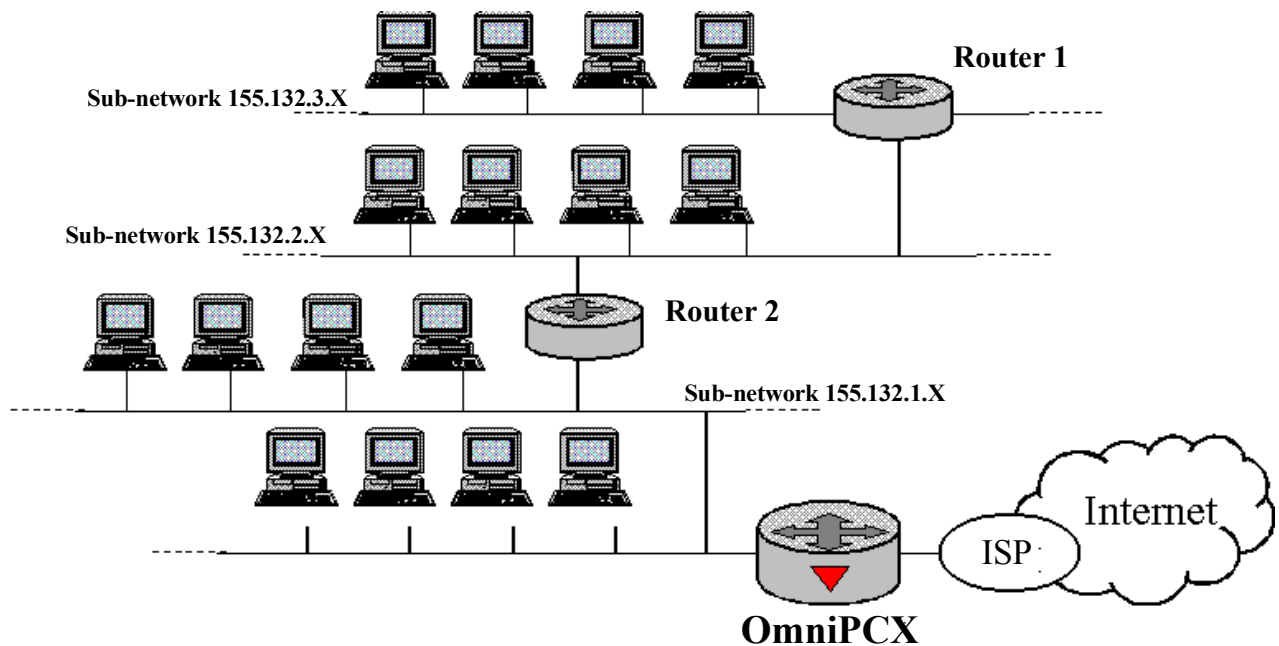 Router 1
Sub-network 155.132.3.X
Sub-network 155.132.2.X
Router 2
Sub-network 155.132.1.X
Internet
ISP
OmniPCX